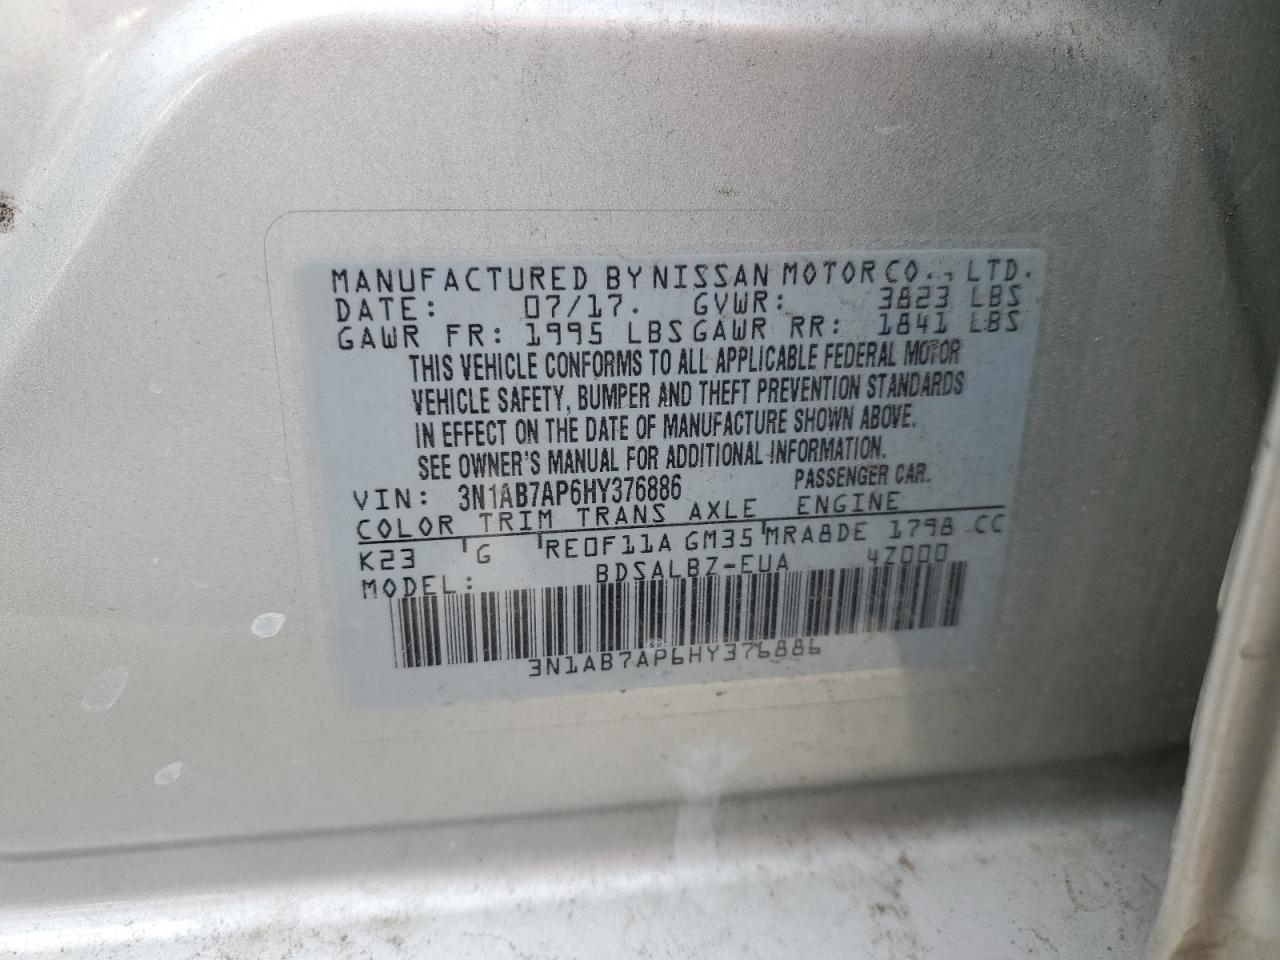 MANUFACTURED BY NISSAN MOTOR CO., LTD.
DATE: 07/17. GVWR: 3823 LBS
GAWR FR: 1995 LBS GAWR RR: 1841 LBS
THIS VEHICLE CONFORMS TO ALL APPLICABLE FEDERAL MOTOR
VEHICLE SAFETY, BUMPER AND THEFT PREVENTION STANDARDS
IN EFFECT ON THE DATE OF MANUFACTURE SHOWN ABOVE.
SEE OWNER'S MANUAL FOR ADDITIONAL INFORMATION.
VIN: 3N1AB7AP6HY376886 PASSENGER CAR.
COLOR TRIM TRANS AXLE ENGINE
K23 G RE0F11A GM35 MRA8DE 1798 CC
MODEL: BDSALBZ-EUA 4Z000
3N1AB7AP6HY376886